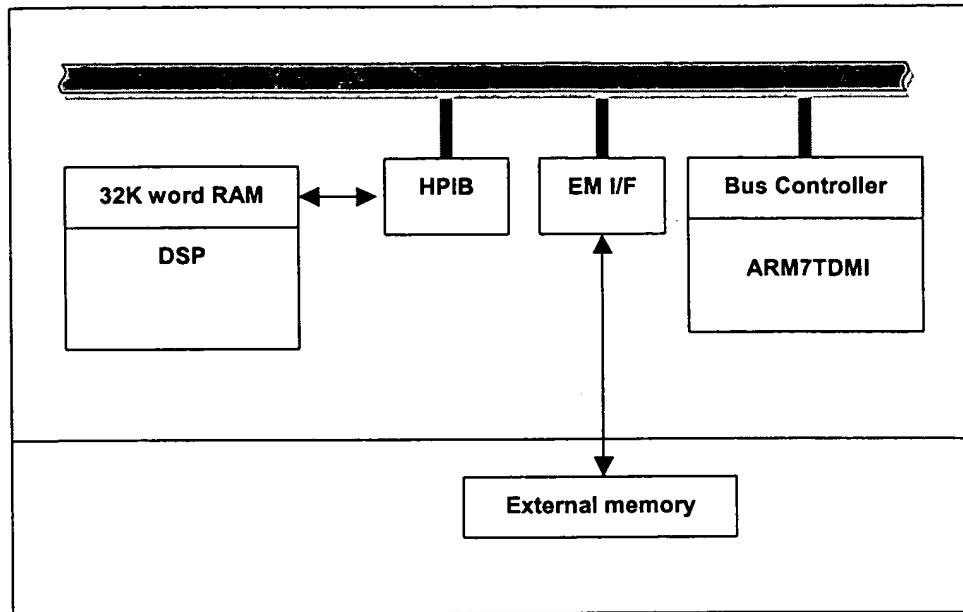 32K word RAM
DSP
HPIB
EM I/F
Bus Controller
ARM7TDMI
External memory